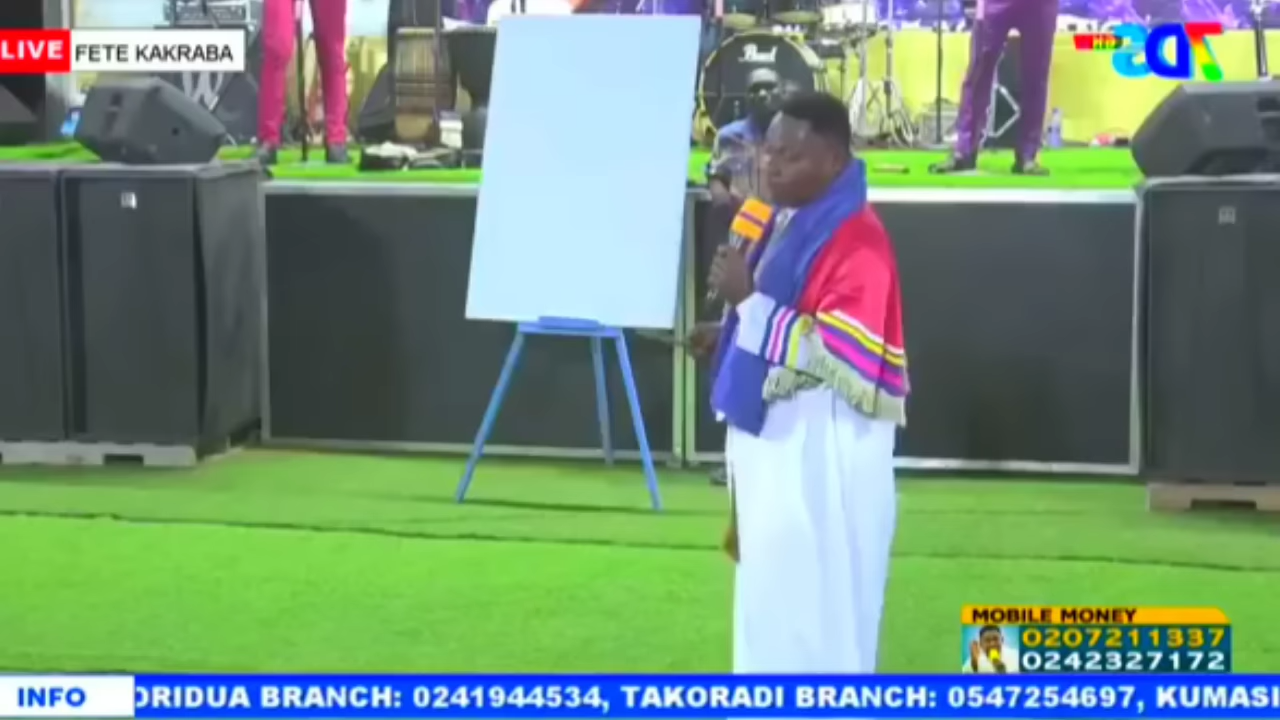 LIVE FETE KAKRABA
Pearl
MOBILE MONEY
0207211337
0242327172
INFO ORIDUA BRANCH: 0241944534, TAKORADI BRANCH: 0547254697, KUMASI